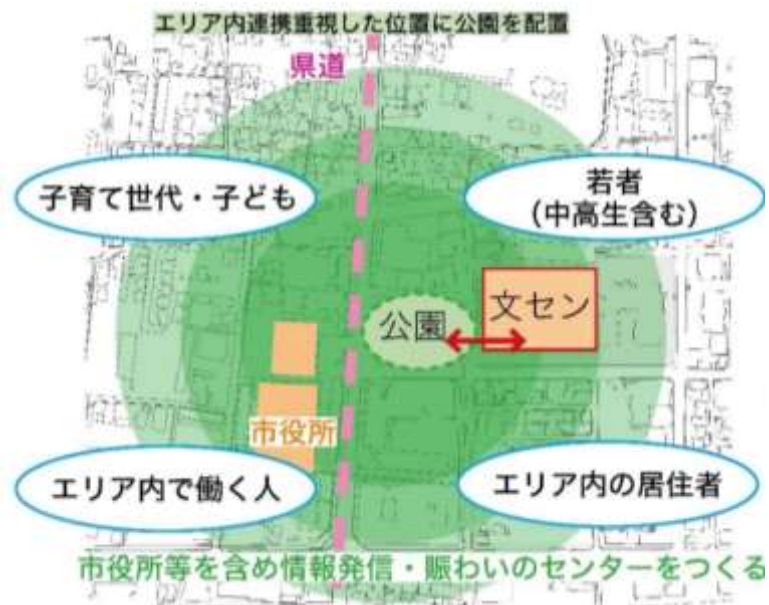 エリア内連携重視した位置に公園を配置
県道
子育て世代・子ども
若者
(中高生含む)
公園
文セン
市役所
エリア内で働く人
エリア内の居住者
市役所等を含め情報発信・賑わいのセンターをつくる